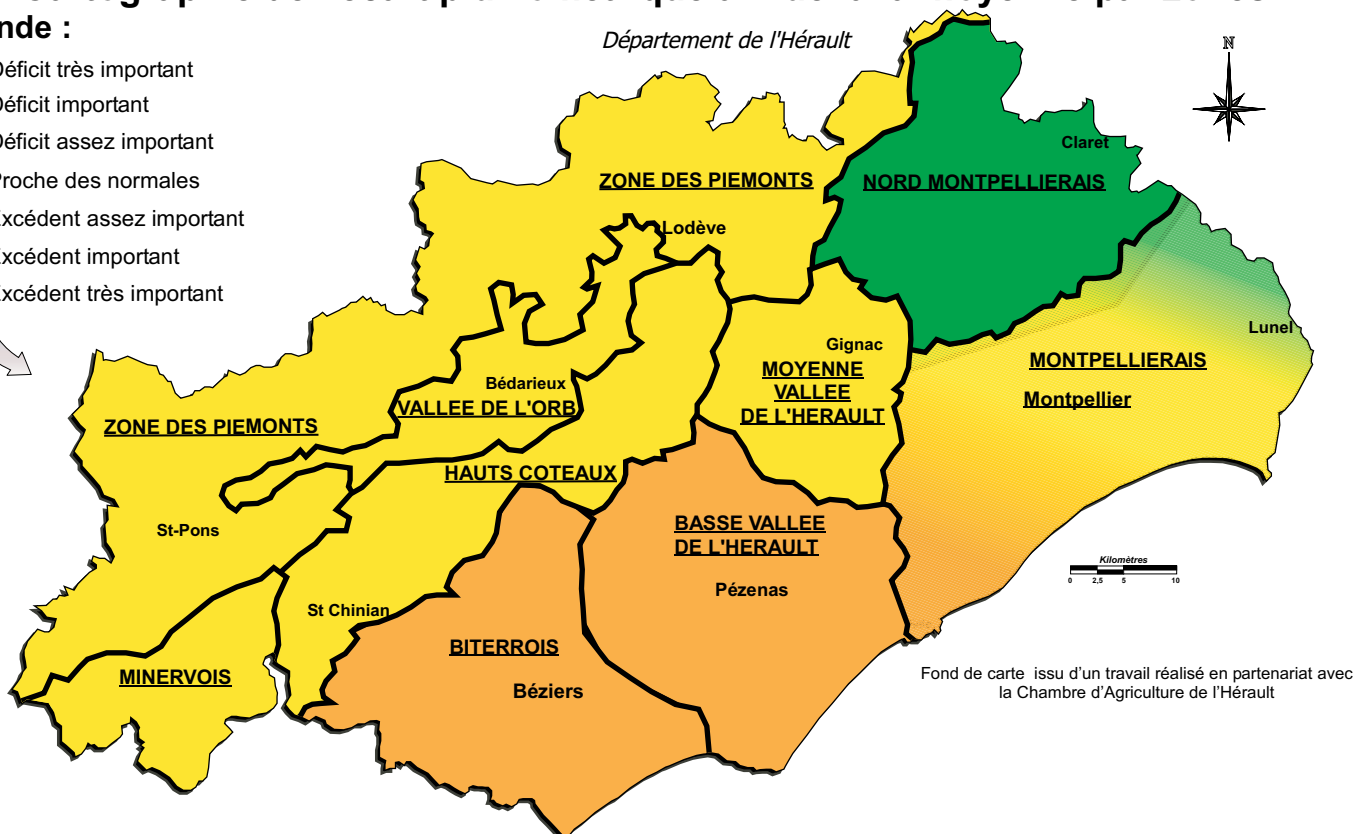 Département de l'Hérault
Déficit très important
Déficit important
Déficit assez important
Proche des normales
Excédent assez important
Excédent important
Excédent très important
N
Claret
ZONE DES PIEMONTS
NORD MONTPELLIERAIS
Lodève
Lunel
Gignac
MONTPELLIERAIS
MOYENNE
VALLEE
DE L'HERAULT
Montpellier
Bédarieux
VALLEE DE L'ORB
ZONE DES PIEMONTS
HAUTS COTEAUX
St-Pons
BASSE VALLEE
DE L'HERAULT
Kilomètres
0 2,5 5 10
Pézenas
St Chinian
BITERROIS
MINERVOIS
Béziers
Fond de carte issu d'un travail réalisé en partenariat avec
la Chambre d'Agriculture de l'Hérault